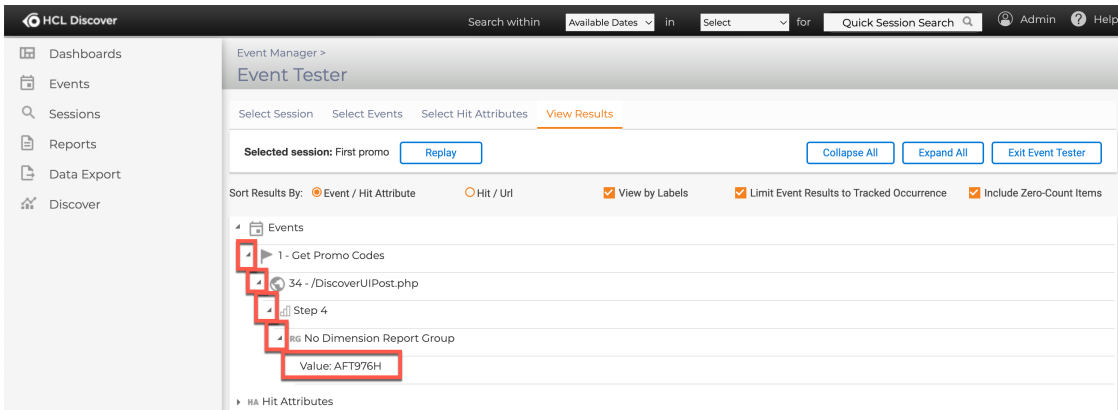 HCL Discover Search within Available Dates in Select for Quick Session Search Admin Help
Dashboards
Events
Sessions
Reports
Data Export
Discover
Event Manager >
Event Tester
Select Session Select Events Select Hit Attributes View Results
Selected session: First promo Replay Collapse All Expand All Exit Event Tester
Sort Results By: Event / Hit Attribute Hit / Url View by Labels Limit Event Results to Tracked Occurrence Include Zero-Count Items
Events
1 - Get Promo Codes
34 - /DiscoverUIPost.php
Step 4
RG No Dimension Report Group
Value: AFT976H
HA Hit Attributes